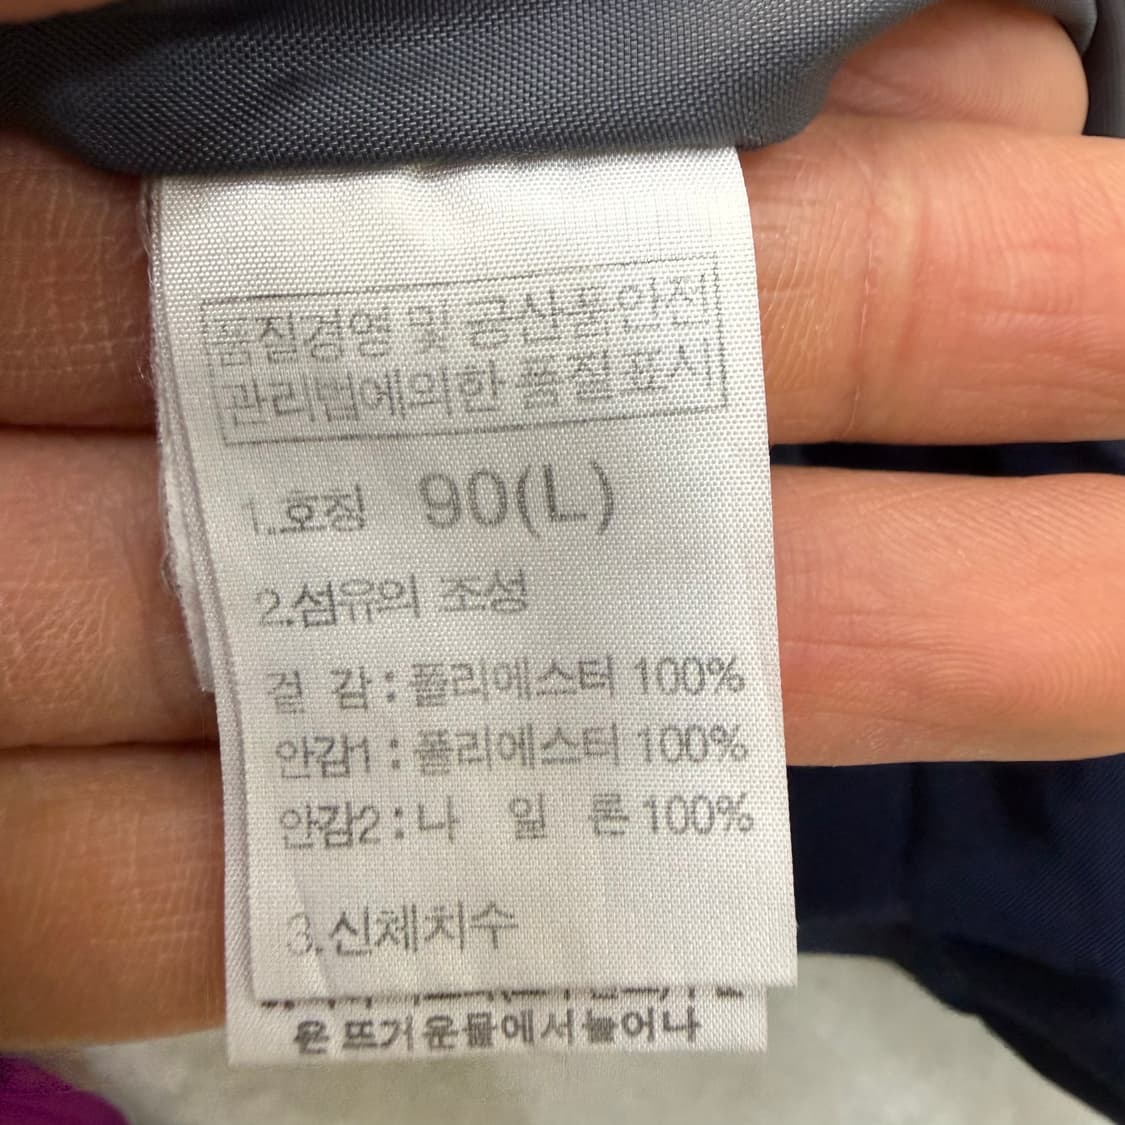 품질경영 및 공산품안전
관리법에의한 품질표시
1.호칭 90(L)
2.섬유의 조성
겉 감 : 폴리에스터 100%
안감1 : 폴리에스터 100%
안감2 : 나 일 론 100%
3.신체치수
은 뜨거운물에서늘어나